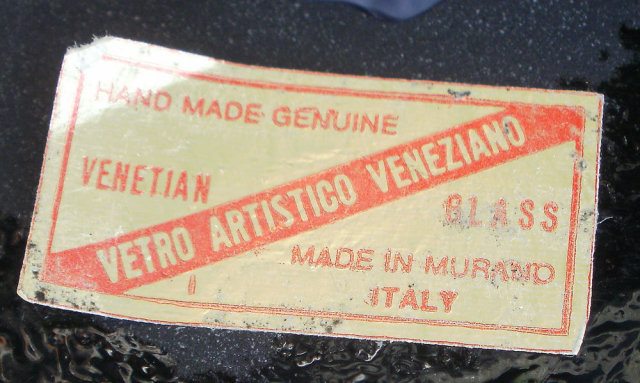 HAND MADE GENUINE
VENETIAN
VETRO ARTISTICO VENEZIANO
GLASS
MADE IN MURANO
ITALY